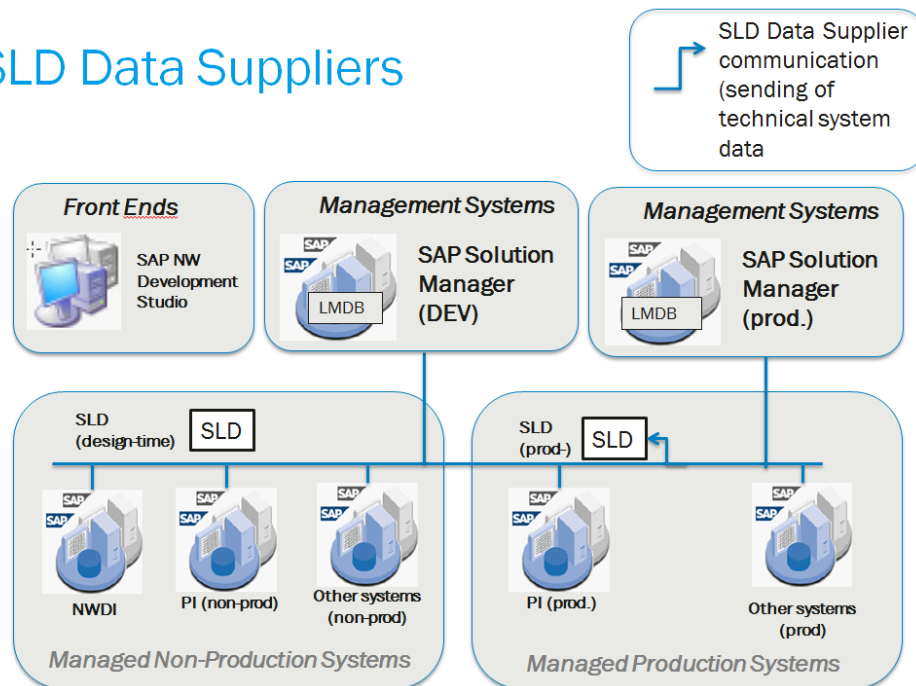 SLD Data Suppliers
SLD Data Supplier
communication
(sending of
technical system
data
Front Ends
SAP NW
Development
Studio
Management Systems
SAP
SAP
LMDB
SAP Solution
Manager
(DEV)
Management Systems
SAP
SAP
LMDB
SAP Solution
Manager
(prod.)
SLD
(design-time)
SLD
SAP
SAP
NWDI
SAP
SAP
PI (non-prod)
SAP
SAP
Other systems
(non-prod)
Managed Non-Production Systems
SLD
(prod-)
SLD
SAP
SAP
PI (prod.)
SAP
SAP
Other systems
(prod)
Managed Production Systems